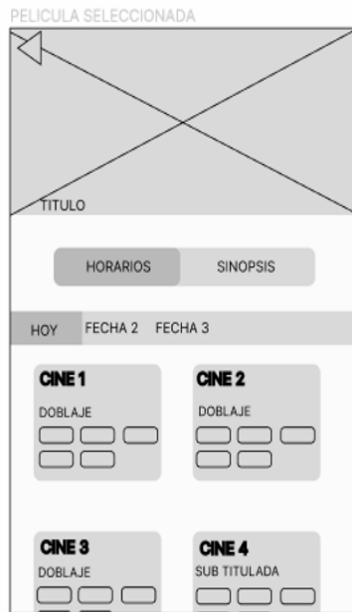 PELICULA SELECCIONADA
TITULO
HORARIOS SINOPSIS
HOY FECHA 2 FECHA 3
CINE 1 CINE 2
DOBLAJE DOBLAJE
CINE 3 CINE 4
DOBLAJE SUB TITULADA